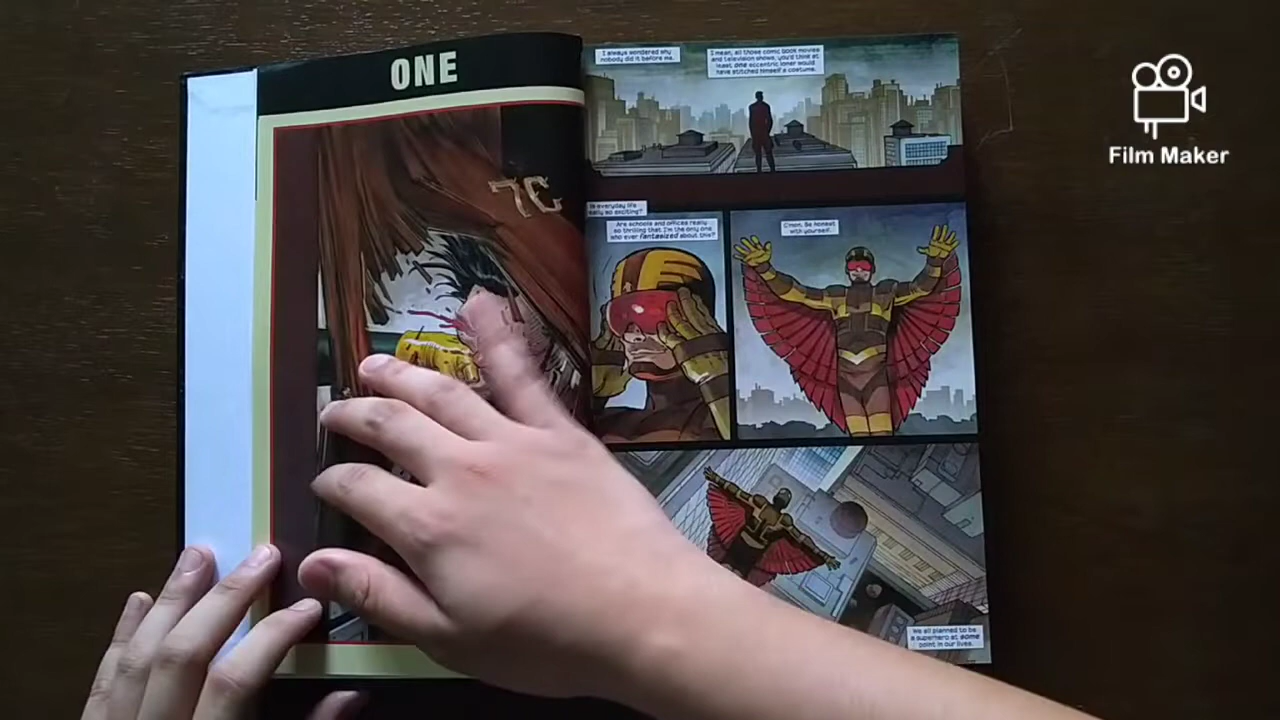 ONE
7C
I always wondered why
nobody did it before me.
I mean, all those comic book movies
and television shows, you'd think at
least one eccentric loner would
have stitched himself a costume.
Is everyday life
really so exciting?
Are schools and offices really
so thrilling that I'm the only one
who ever fantasized about this?
C'mon. Be honest
with yourself.
We all planned to be
a superhero at some
point in our lives.
Film Maker